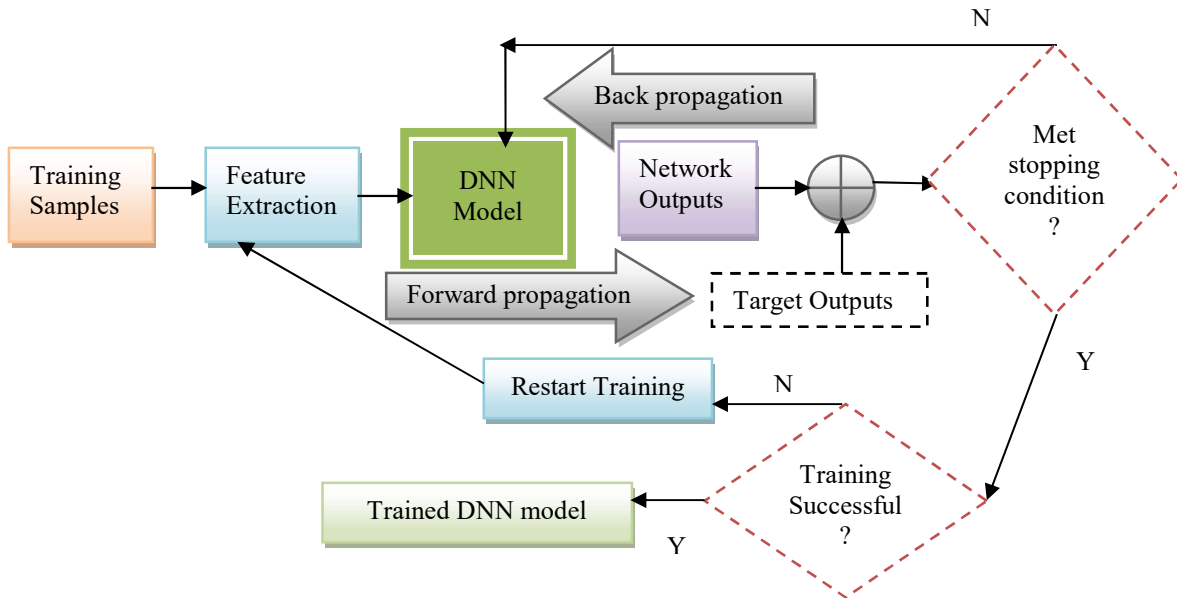 N
Back propagation
Training
Samples
Feature
Extraction
DNN
Model
Network
Outputs
Met
stopping
condition
?
Forward propagation
Target Outputs
Y
Restart Training
N
Training
Successful
?
Trained DNN model
Y